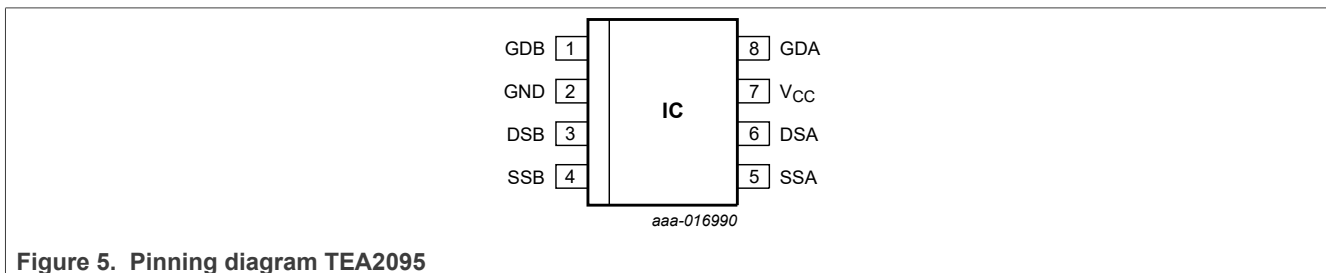 GDB 1 8 GDA
GND 2 7 VCC
IC
DSB 3 6 DSA
SSB 4 5 SSA
aaa-016990
Figure 5. Pinning diagram TEA2095